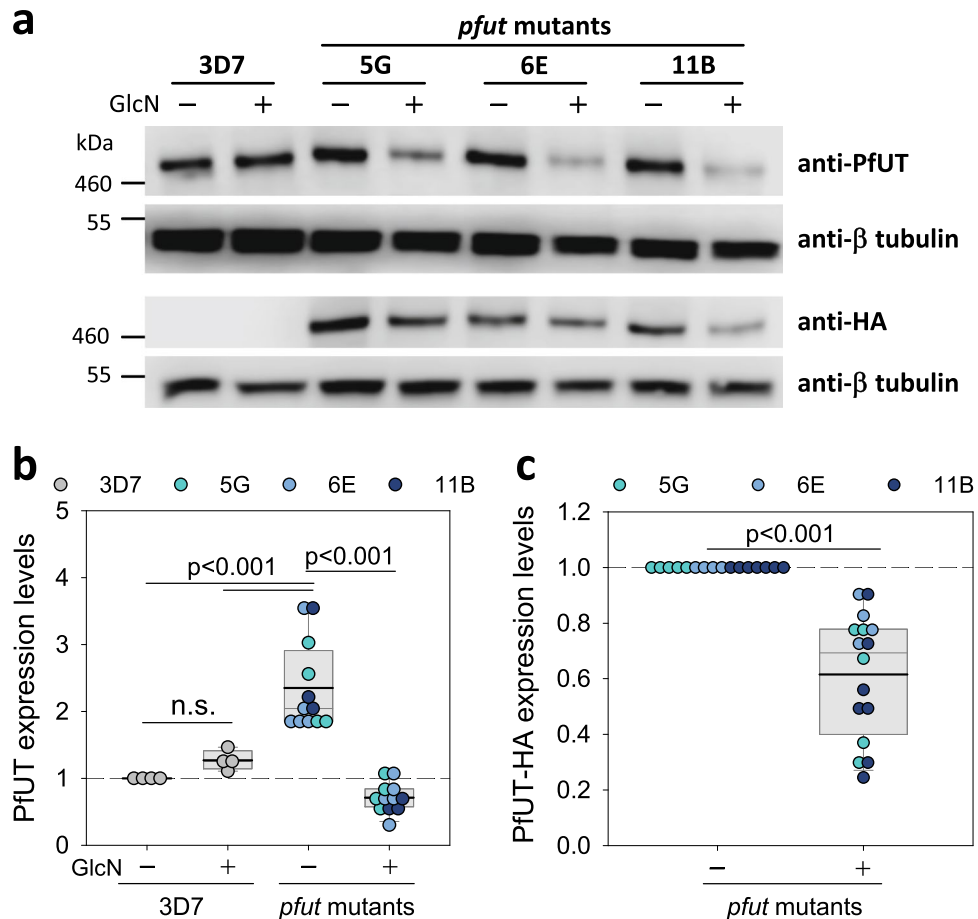 a
pfut mutants
3D7 5G 6E 11B
GlcN − + − + − + − +
kDa
460 anti-PfUT
55 anti-β tubulin
460 anti-HA
55 anti-β tubulin
b
3D7 5G 6E 11B
PfUT expression levels
5
4
3
2
1
0
p<0.001 p<0.001
n.s.
GlcN − + − +
3D7 pfut mutants
c
5G 6E 11B
PfUT-HA expression levels
1.2
1.0
0.8
0.6
0.4
0.2
0.0
p<0.001
− +
pfut mutants